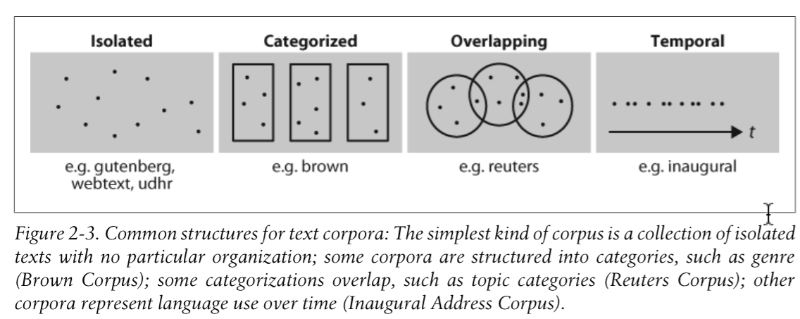 Isolated Categorized Overlapping Temporal
t
e.g. gutenberg, webtext, udhr e.g. brown e.g. reuters e.g. inaugural
Figure 2-3. Common structures for text corpora: The simplest kind of corpus is a collection of isolated
texts with no particular organization; some corpora are structured into categories, such as genre
(Brown Corpus); some categorizations overlap, such as topic categories (Reuters Corpus); other
corpora represent language use over time (Inaugural Address Corpus).